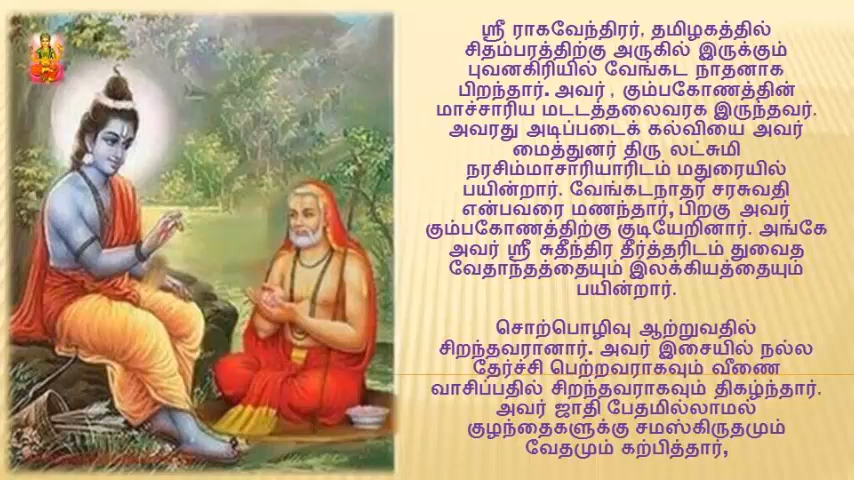 ஸ்ரீ ராகவேந்திரர், தமிழகத்தில்
சிதம்பரத்திற்கு அருகில் இருக்கும்
புவனகிரியில் வேங்கட நாதனாக
பிறந்தார். அவர் , கும்பகோணத்தின்
மாச்சாரிய மடடத்தலைவரக இருந்தவர்.
அவரது அடிப்படைக் கல்வியை அவர்
மைத்துனர் திரு லட்சுமி
நரசிம்மாசாரியாரிடம் மதுரையில்
பயின்றார். வேங்கடநாதர் சரசுவதி
என்பவரை மணந்தார், பிறகு அவர்
கும்பகோணத்திற்கு குடியேறினார். அங்கே
அவர் ஸ்ரீ சுதீந்திர தீர்த்தரிடம் துவைத
வேதாந்தத்தையும் இலக்கியத்தையும்
பயின்றார்.
சொற்பொழிவு ஆற்றுவதில்
சிறந்தவரானார். அவர் இசையில் நல்ல
தேர்ச்சி பெற்றவராகவும் வீணை
வாசிப்பதில் சிறந்தவராகவும் திகழ்ந்தார்.
அவர் ஜாதி பேதமில்லாமல்
குழந்தைகளுக்கு சமஸ்கிருதமும்
வேதமும் கற்பித்தார்,